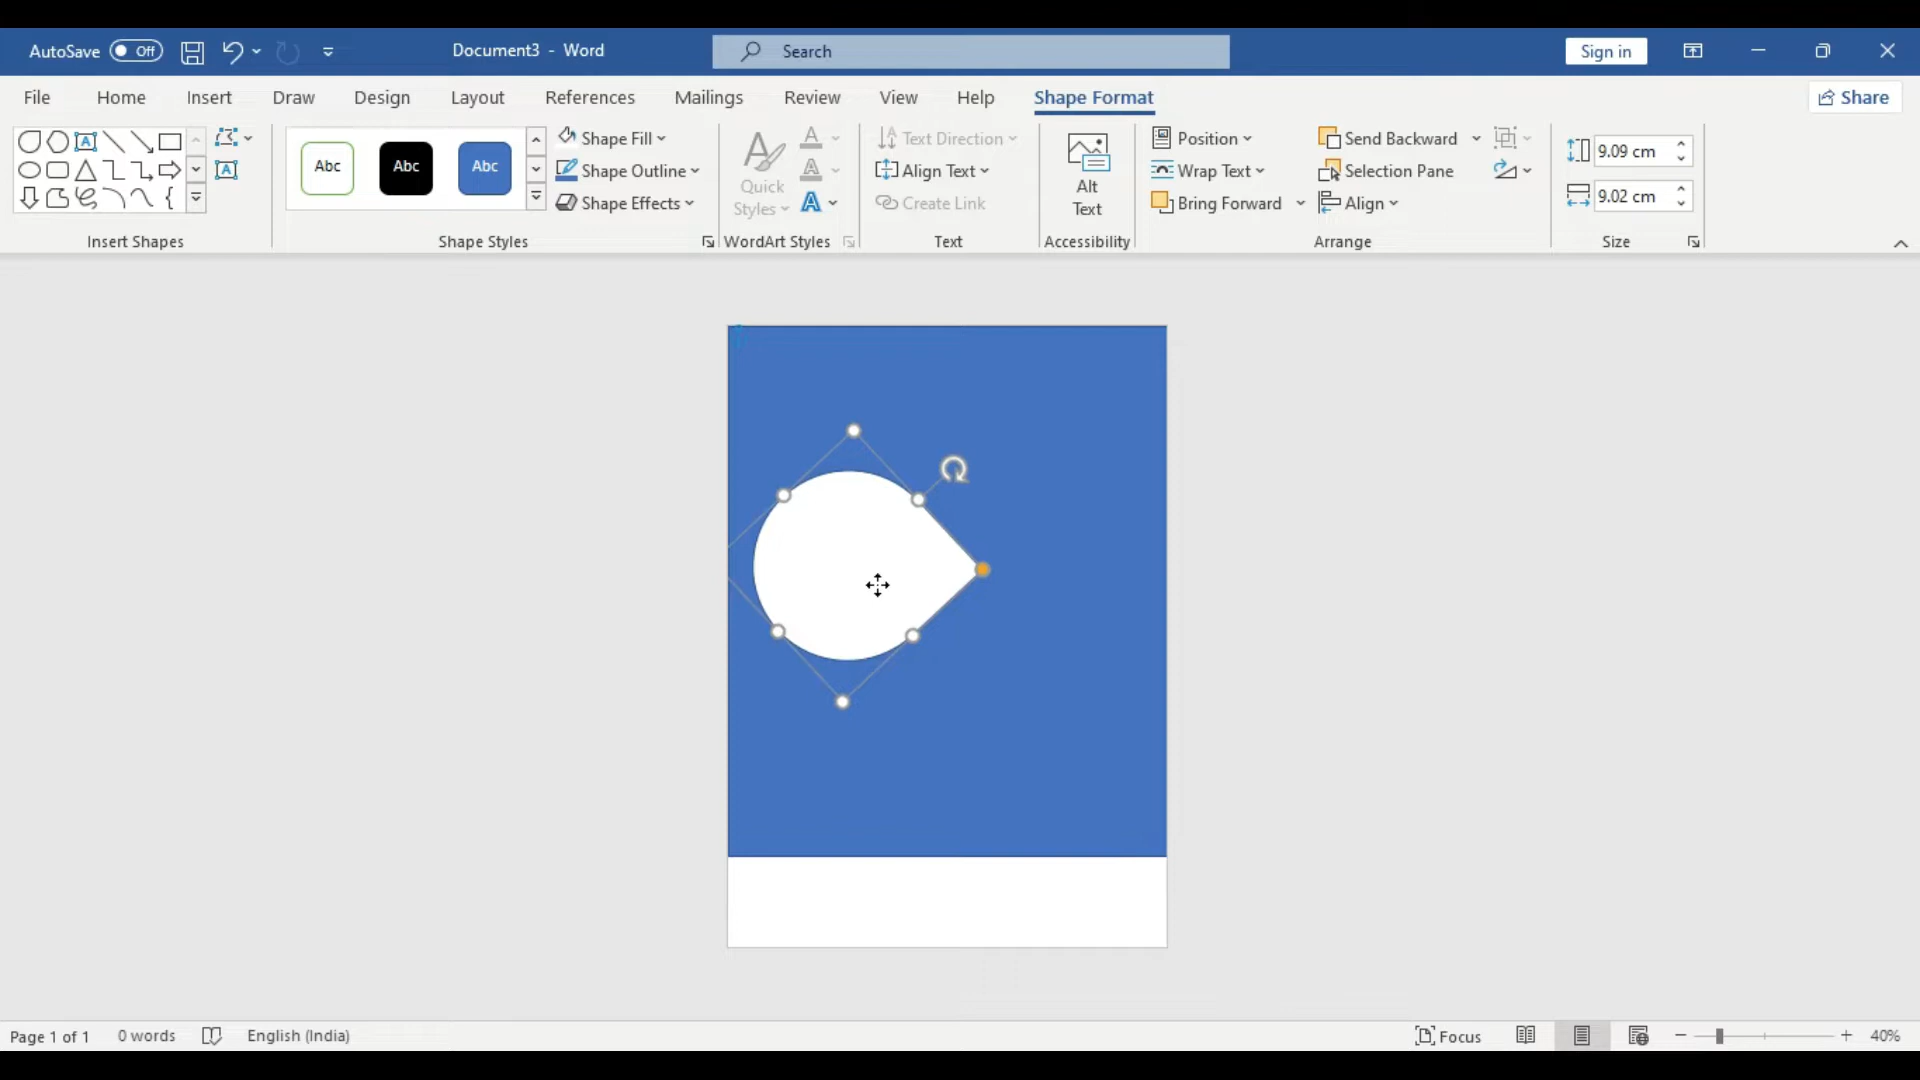 AutoSave Off Document3 - Word Search Sign in
File Home Insert Draw Design Layout References Mailings Review View Help Shape Format Share
Abc Abc Abc
Shape Fill
Shape Outline
Shape Effects
Quick
Styles
Text Direction
Align Text
Create Link
Alt
Text
Position
Wrap Text
Bring Forward
Send Backward
Selection Pane
Align
9.09 cm
9.02 cm
Insert Shapes Shape Styles WordArt Styles Text Accessibility Arrange Size
Page 1 of 1 0 words English (India) Focus 40%